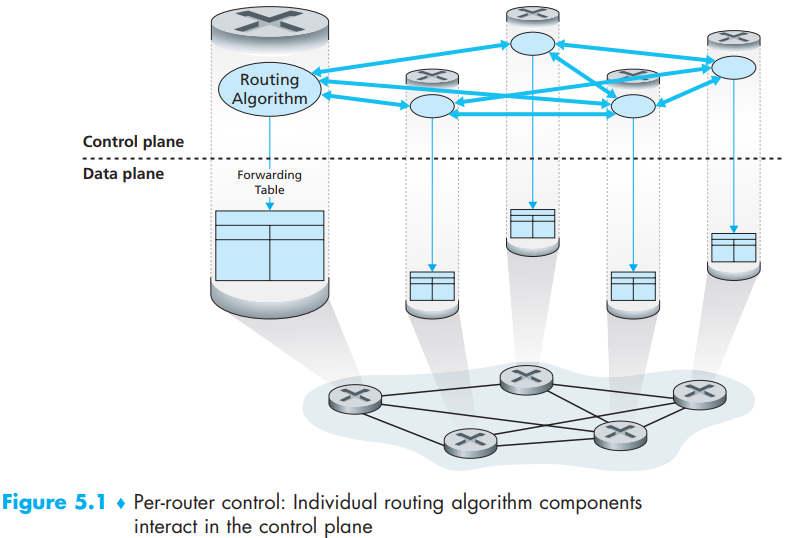 Routing
Algorithm
Control plane
Data plane
Forwarding
Table
Figure 5.1 ♦ Per-router control: Individual routing algorithm components
interact in the control plane